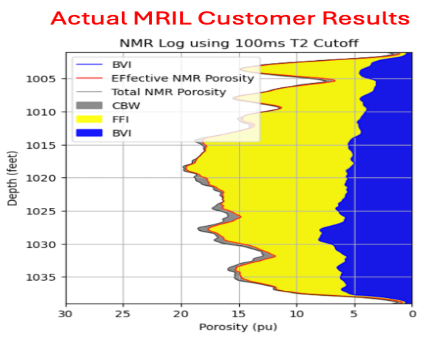 Actual MRIL Customer Results
NMR Log using 100ms T2 Cutoff
BVI
Effective NMR Porosity
Total NMR Porosity
CBW
FFI
BVI
Depth (feet)
1005
1010
1015
1020
1025
1030
1035
30 25 20 15 10 5 0
Porosity (pu)